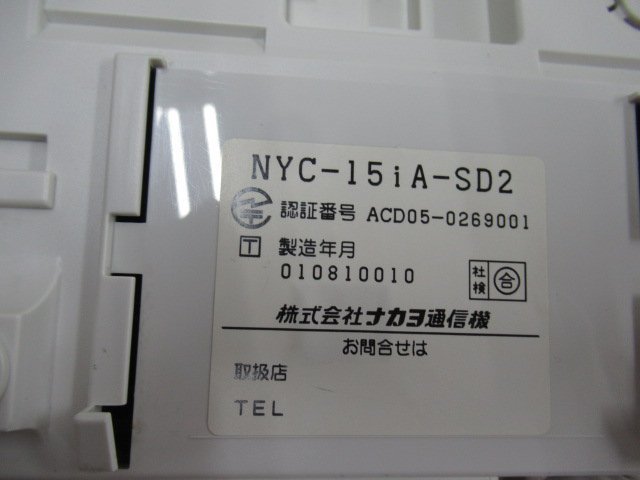 NYC-15iA-SD2
認証番号 ACD05-0269001
T 製造年月
010810010
社検 合
株式会社ナカヨ通信機
お問合せは
取扱店
TEL